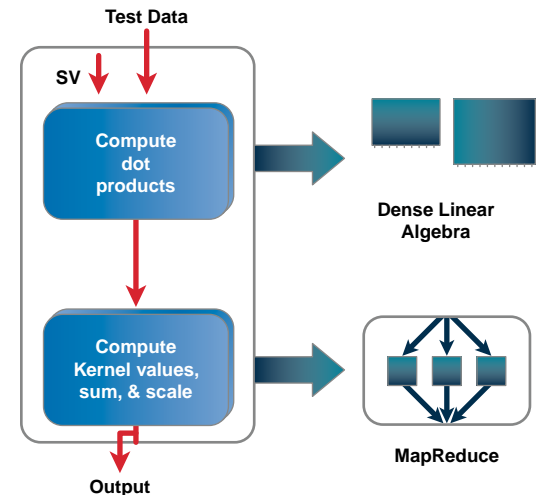 Test Data
SV
Compute
dot
products
Dense Linear
Algebra
Compute
Kernel values,
sum, & scale
MapReduce
Output